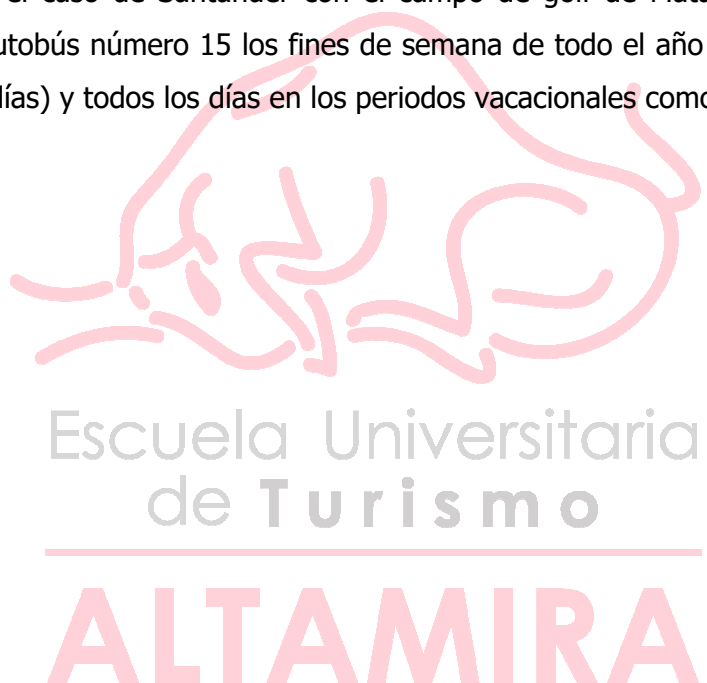 el caso de Santander con el campo de golf de Mata
utobús número 15 los fines de semana de todo el año
días) y todos los días en los periodos vacacionales como
Escuela Universitaria
de Turismo
ALTAMIRA